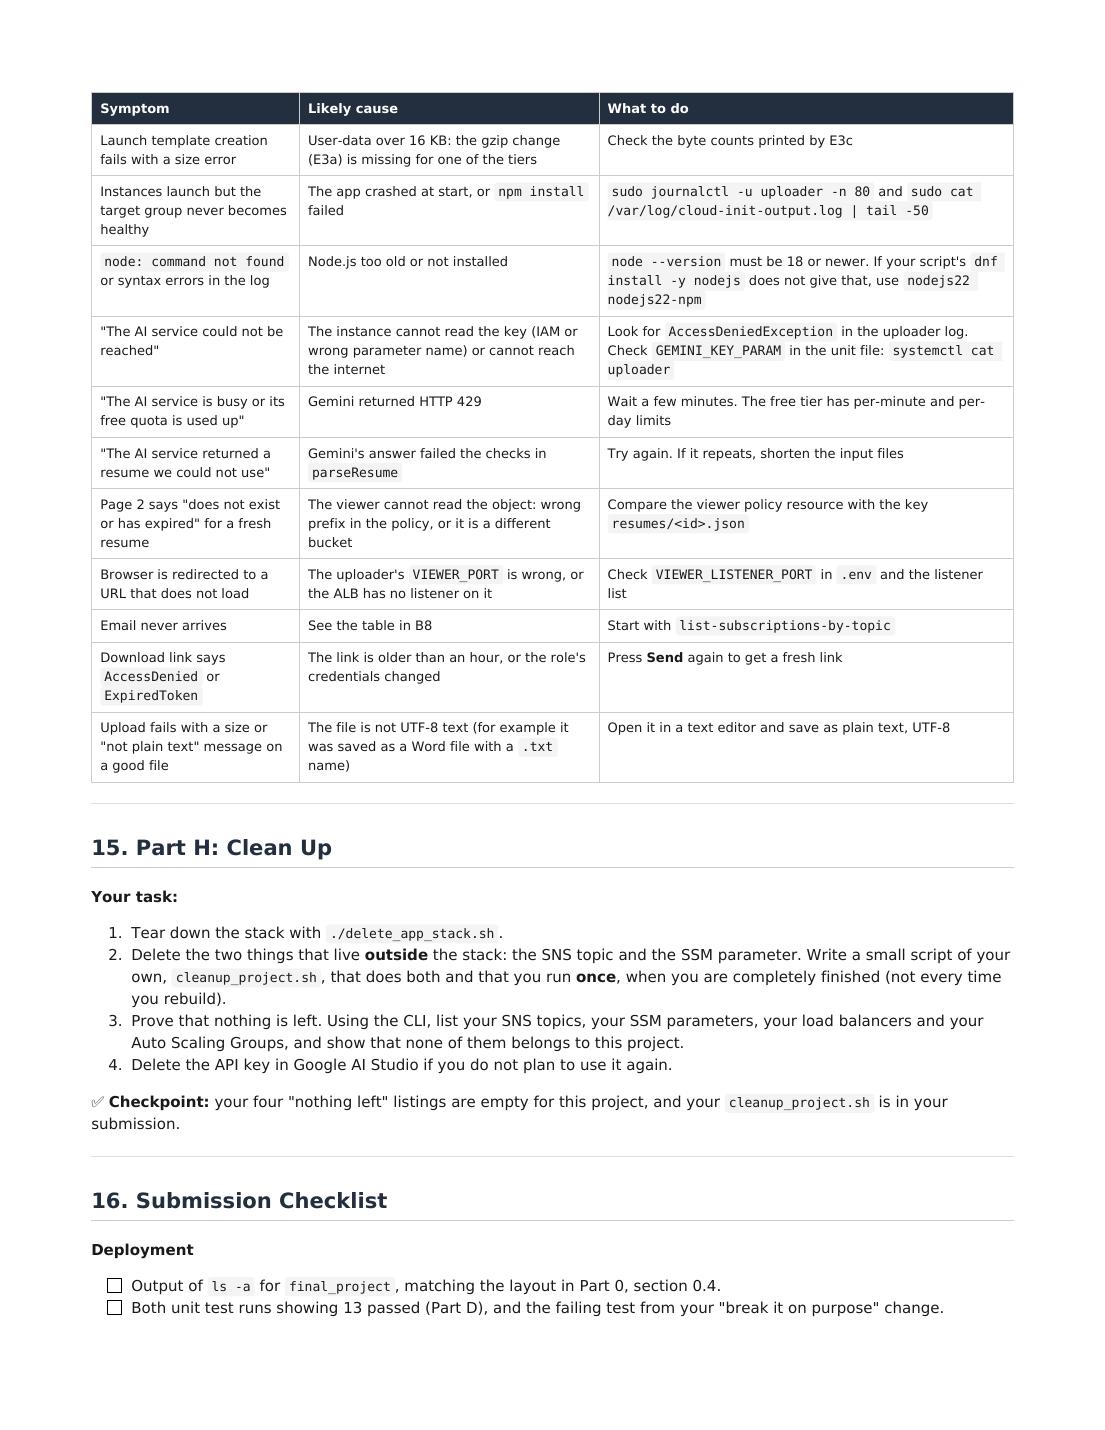 Symptom
Likely cause
What to do
Launch template creation
fails with a size error
User-data over 16 KB: the gzip change
(E3a) is missing for one of the tiers
Check the byte counts printed by E3c
Instances launch but the
target group never becomes
healthy
The app crashed at start, or npm install
failed
sudo journalctl -u uploader -n 80 and sudo cat
/var/log/cloud-init-output.log | tail -50
node: command not found
or syntax errors in the log
Node.js too old or not installed
node --version must be 18 or newer. If your script's dnf
install -y nodejs does not give that, use nodejs22
nodejs22-npm
"The AI service could not be
reached"
The instance cannot read the key (IAM or
wrong parameter name) or cannot reach
the internet
Look for AccessDeniedException in the uploader log.
Check GEMINI_KEY_PARAM in the unit file: systemctl cat
uploader
"The AI service is busy or its
free quota is used up"
Gemini returned HTTP 429
Wait a few minutes. The free tier has per-minute and per-
day limits
"The AI service returned a
resume we could not use"
Gemini's answer failed the checks in
parseResume
Try again. If it repeats, shorten the input files
Page 2 says "does not exist
or has expired" for a fresh
resume
The viewer cannot read the object: wrong
prefix in the policy, or it is a different
bucket
Compare the viewer policy resource with the key
resumes/<id>.json
Browser is redirected to a
URL that does not load
The uploader's VIEWER_PORT is wrong, or
the ALB has no listener on it
Check VIEWER_LISTENER_PORT in .env and the listener
list
Email never arrives
See the table in B8
Start with list-subscriptions-by-topic
Download link says
AccessDenied or
ExpiredToken
The link is older than an hour, or the role's
credentials changed
Press Send again to get a fresh link
Upload fails with a size or
"not plain text" message on
a good file
The file is not UTF-8 text (for example it
was saved as a Word file with a .txt
name)
Open it in a text editor and save as plain text, UTF-8
15. Part H: Clean Up
Your task:
1. Tear down the stack with ./delete_app_stack.sh.
2. Delete the two things that live outside the stack: the SNS topic and the SSM parameter. Write a small script of your
own, cleanup_project.sh, that does both and that you run once, when you are completely finished (not every time
you rebuild).
3. Prove that nothing is left. Using the CLI, list your SNS topics, your SSM parameters, your load balancers and your
Auto Scaling Groups, and show that none of them belongs to this project.
4. Delete the API key in Google AI Studio if you do not plan to use it again.
✅ Checkpoint: your four "nothing left" listings are empty for this project, and your cleanup_project.sh is in your
submission.
16. Submission Checklist
Deployment
Output of ls -a for final_project, matching the layout in Part 0, section 0.4.
Both unit test runs showing 13 passed (Part D), and the failing test from your "break it on purpose" change.